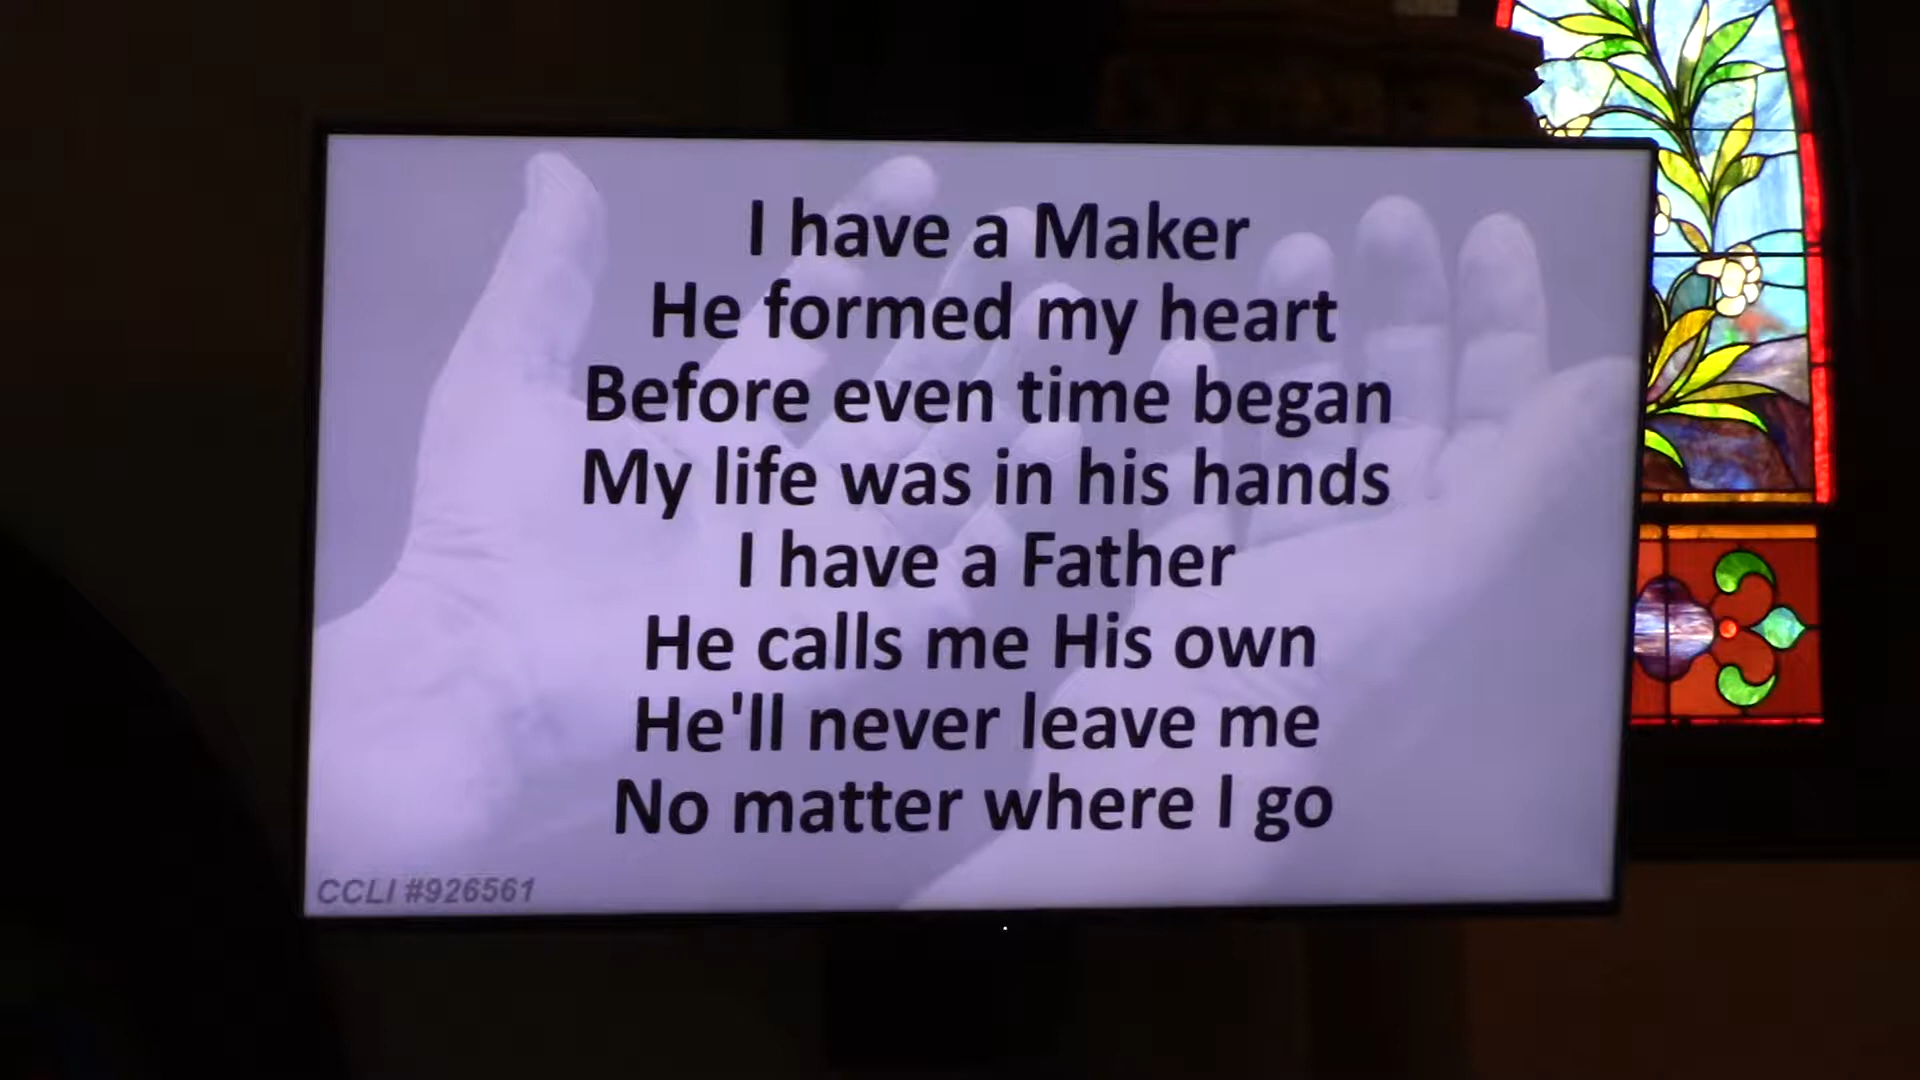 I have a Maker
He formed my heart
Before even time began
My life was in his hands
I have a Father
He calls me His own
He'll never leave me
No matter where I go
CCLI #926561